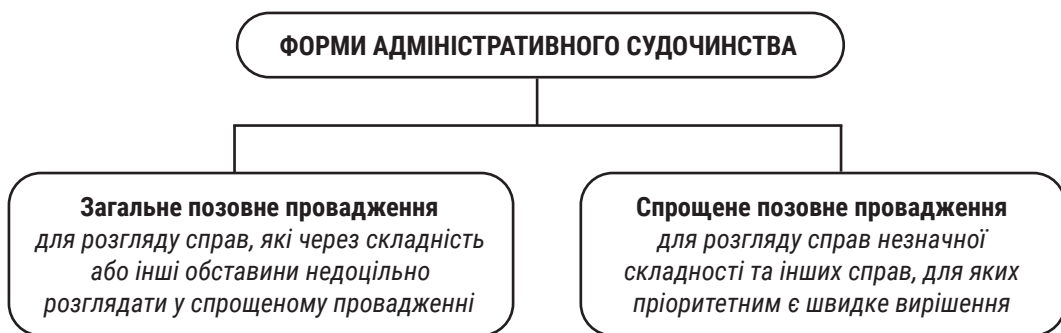 ФОРМИ АДМІНІСТРАТИВНОГО СУДОЧИНСТВА
Загальне позовне провадження
для розгляду справ, які через складність
або інші обставини недоцільно
розглядати у спрощеному провадженні
Спрощене позовне провадження
для розгляду справ незначної
складності та інших справ, для яких
пріоритетним є швидке вирішення